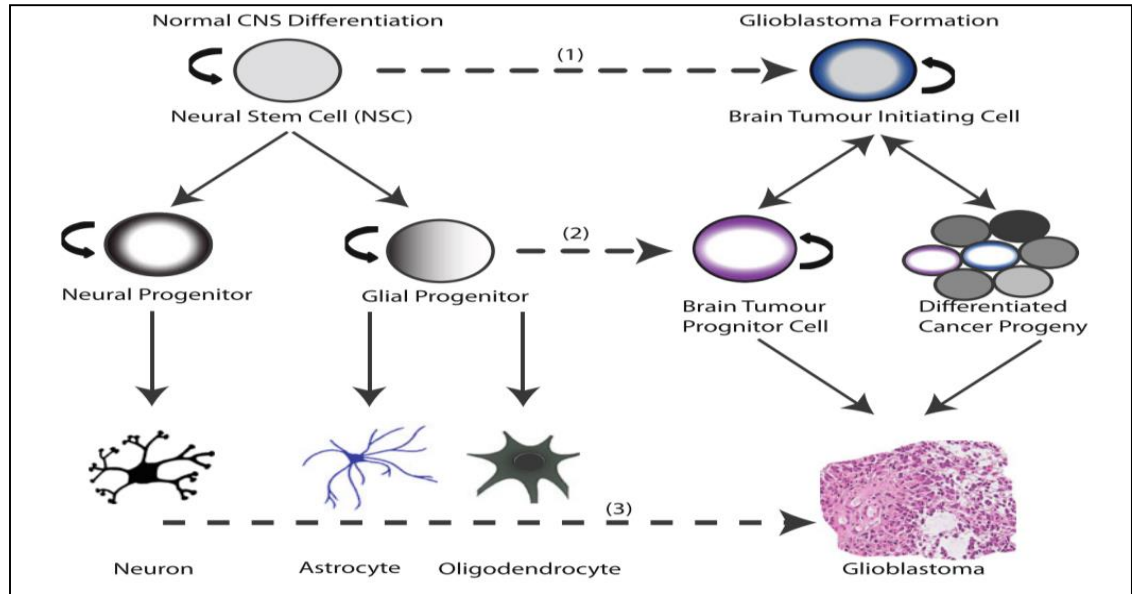 Normal CNS Differentiation
Glioblastoma Formation
(1)
Neural Stem Cell (NSC)
Brain Tumour Initiating Cell
(2)
Neural Progenitor
Glial Progenitor
Brain Tumour
Prognitor Cell
Differentiated
Cancer Progeny
(3)
Neuron
Astrocyte
Oligodendrocyte
Glioblastoma